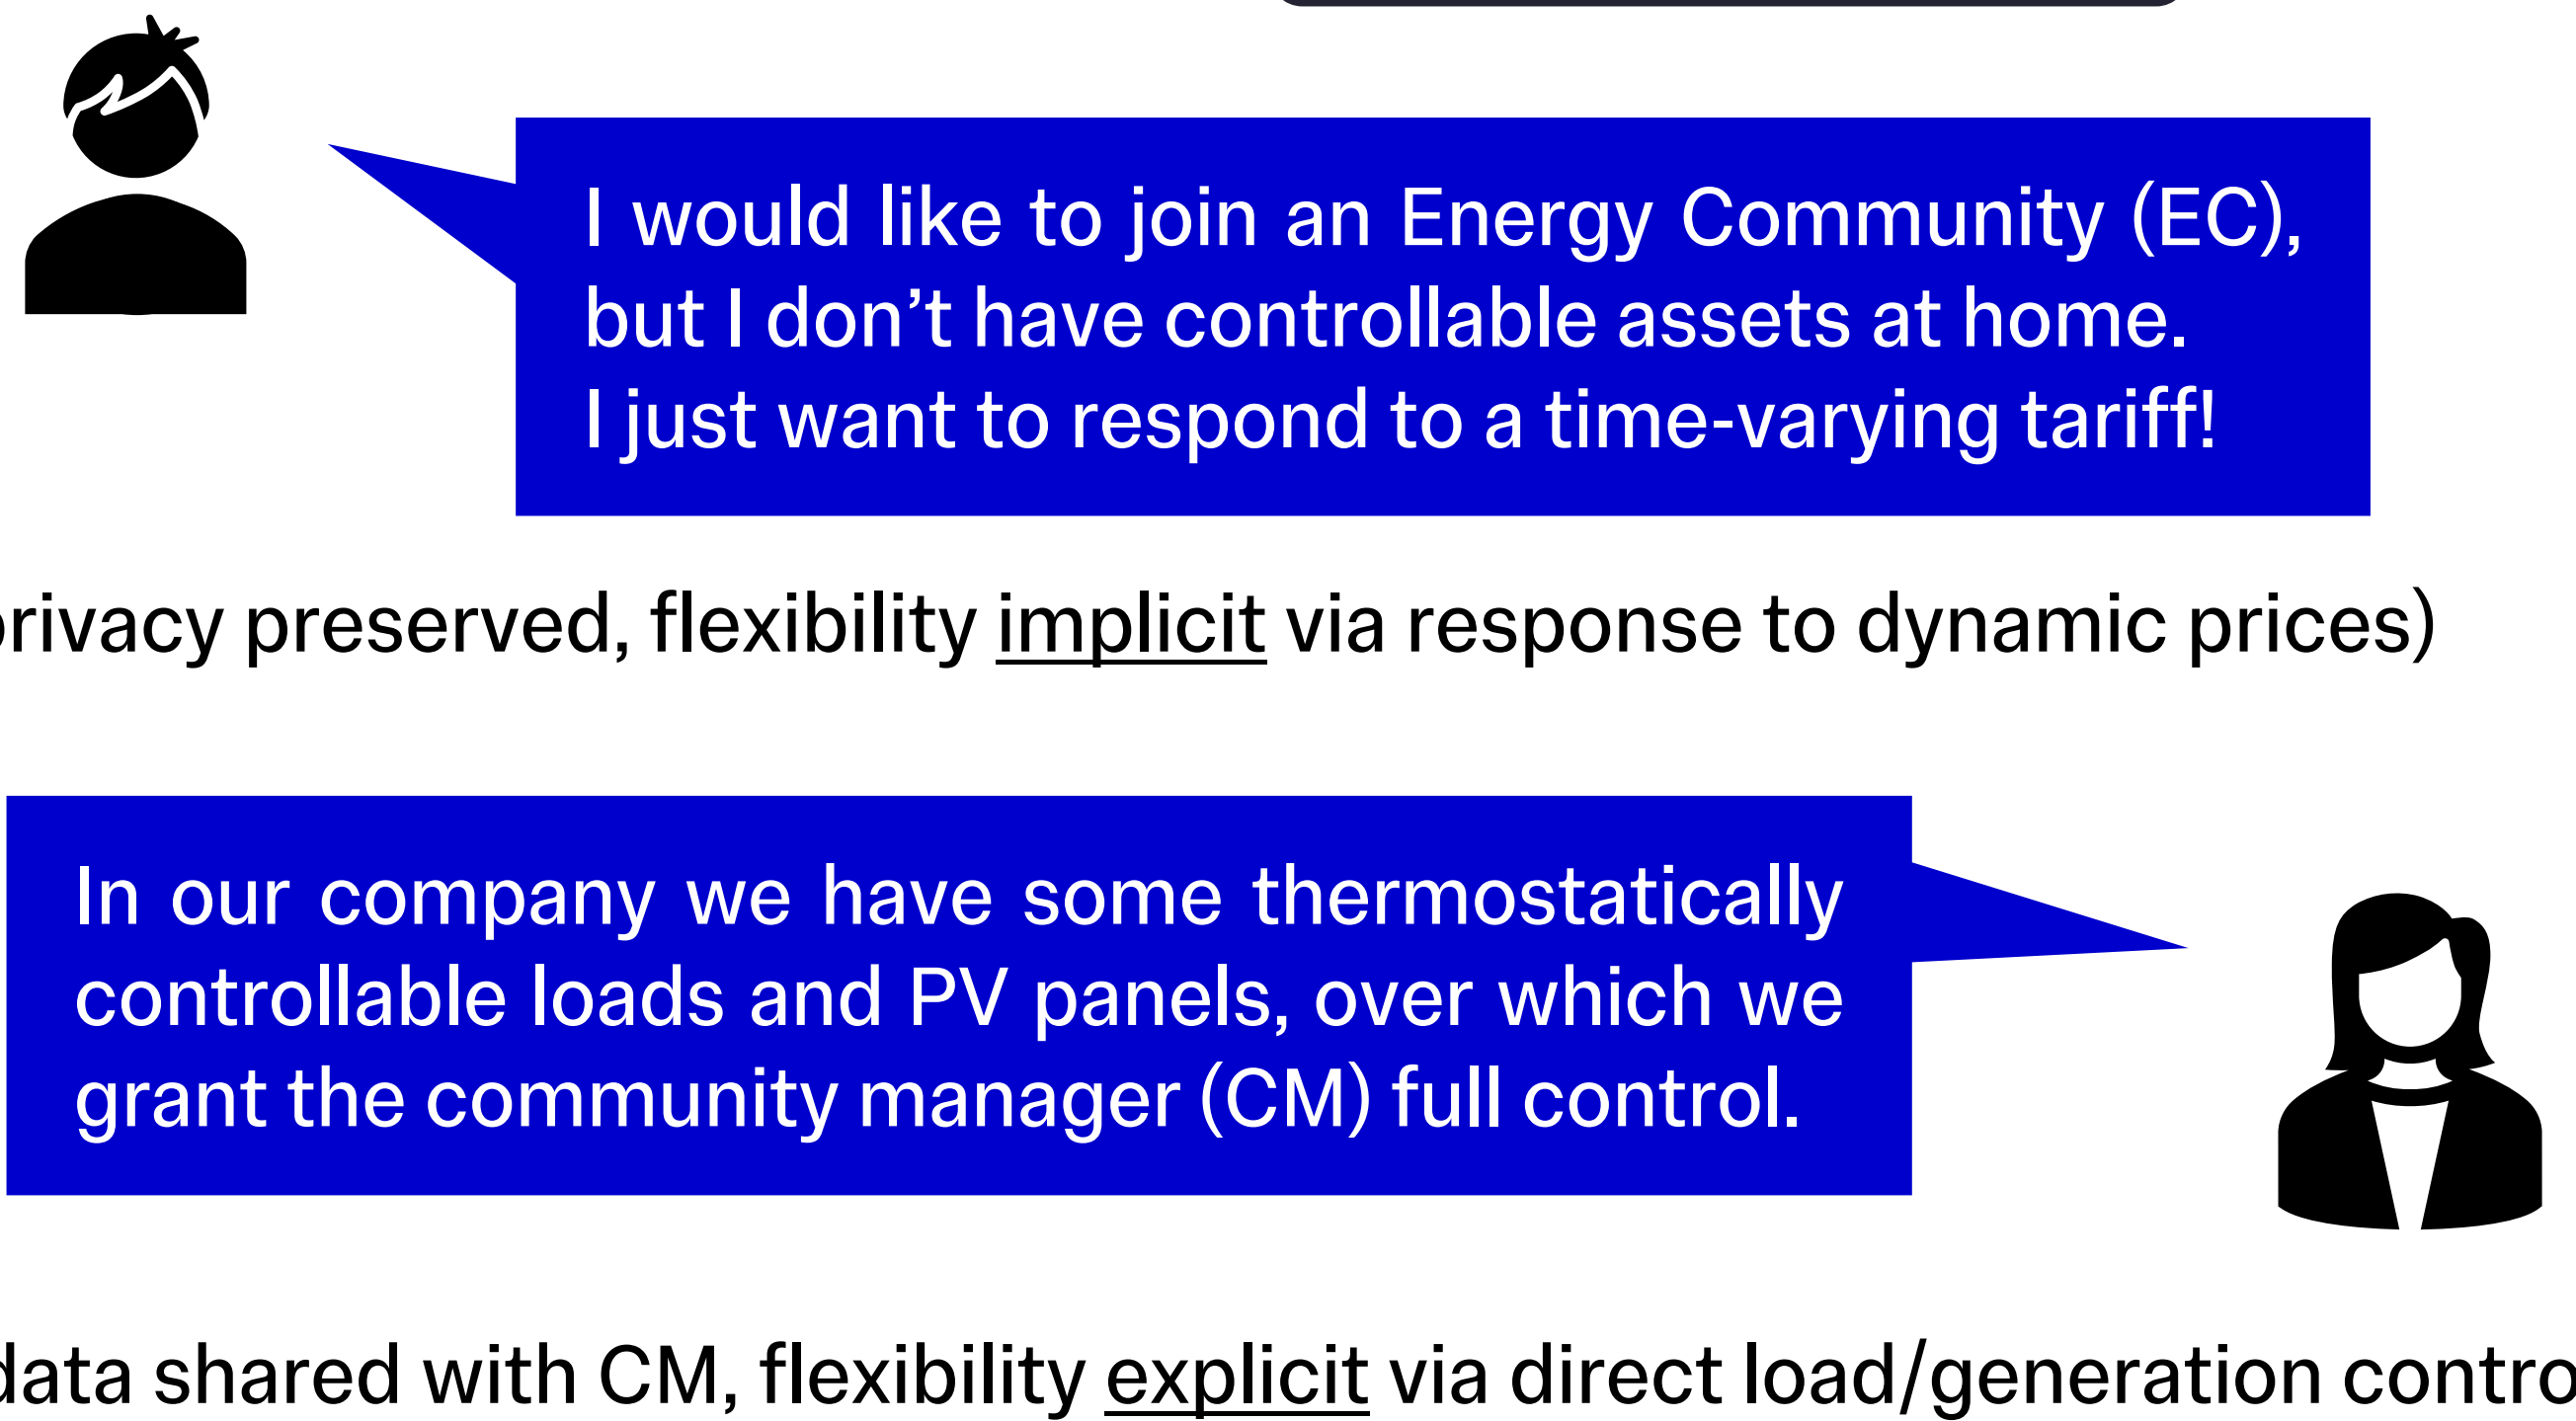 I would like to join an Energy Community (EC),
but I don’t have controllable assets at home.
I just want to respond to a time-varying tariff!
privacy preserved, flexibility implicit via response to dynamic prices)
In our company we have some thermostatically
controllable loads and PV panels, over which we
grant the community manager (CM) full control.
data shared with CM, flexibility explicit via direct load/generation contro